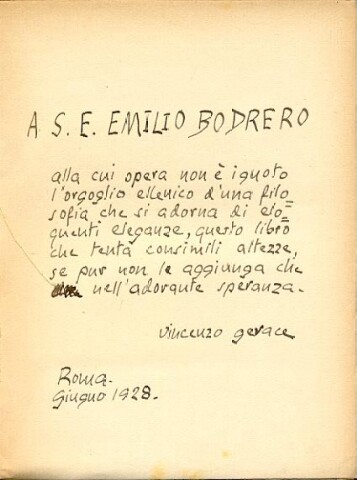 A S. E. EMILIO BODRERO
alla cui opera non è ignoto
l'orgoglio ellenico d'una filo=
sofia che si adorna di elo=
quenti eleganze, questo libro
che tenta consimili altezze,
se pur non le aggiunga che
nell'adorante speranza.
Vincenzo Gerace
Roma.
Giugno 1928.